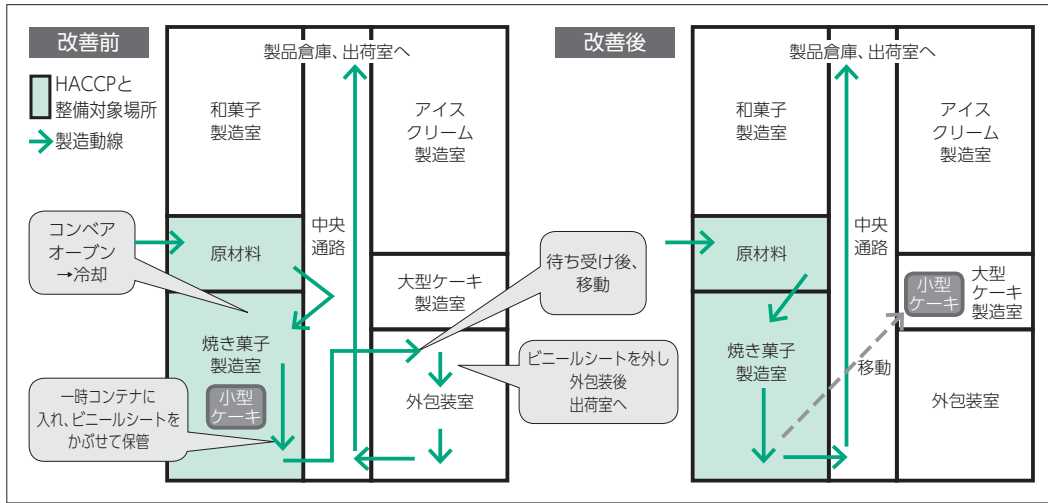 改善前
HACCPと
整備対象場所
製造動線
製品倉庫、出荷室へ
和菓子
製造室
アイス
クリーム
製造室
コンベア
オーブン
→冷却
原材料
中央
通路
待ち受け後、
移動
大型ケーキ
製造室
焼き菓子
製造室
小型
ケーキ
一時コンテナに
入れ、ビニールシートを
かぶせて保管
ビニールシートを外し
外包装後
出荷室へ
外包装室
改善後
製品倉庫、出荷室へ
和菓子
製造室
アイス
クリーム
製造室
原材料
中央
通路
小型
ケーキ
大型
ケーキ
製造室
焼き菓子
製造室
移動
外包装室